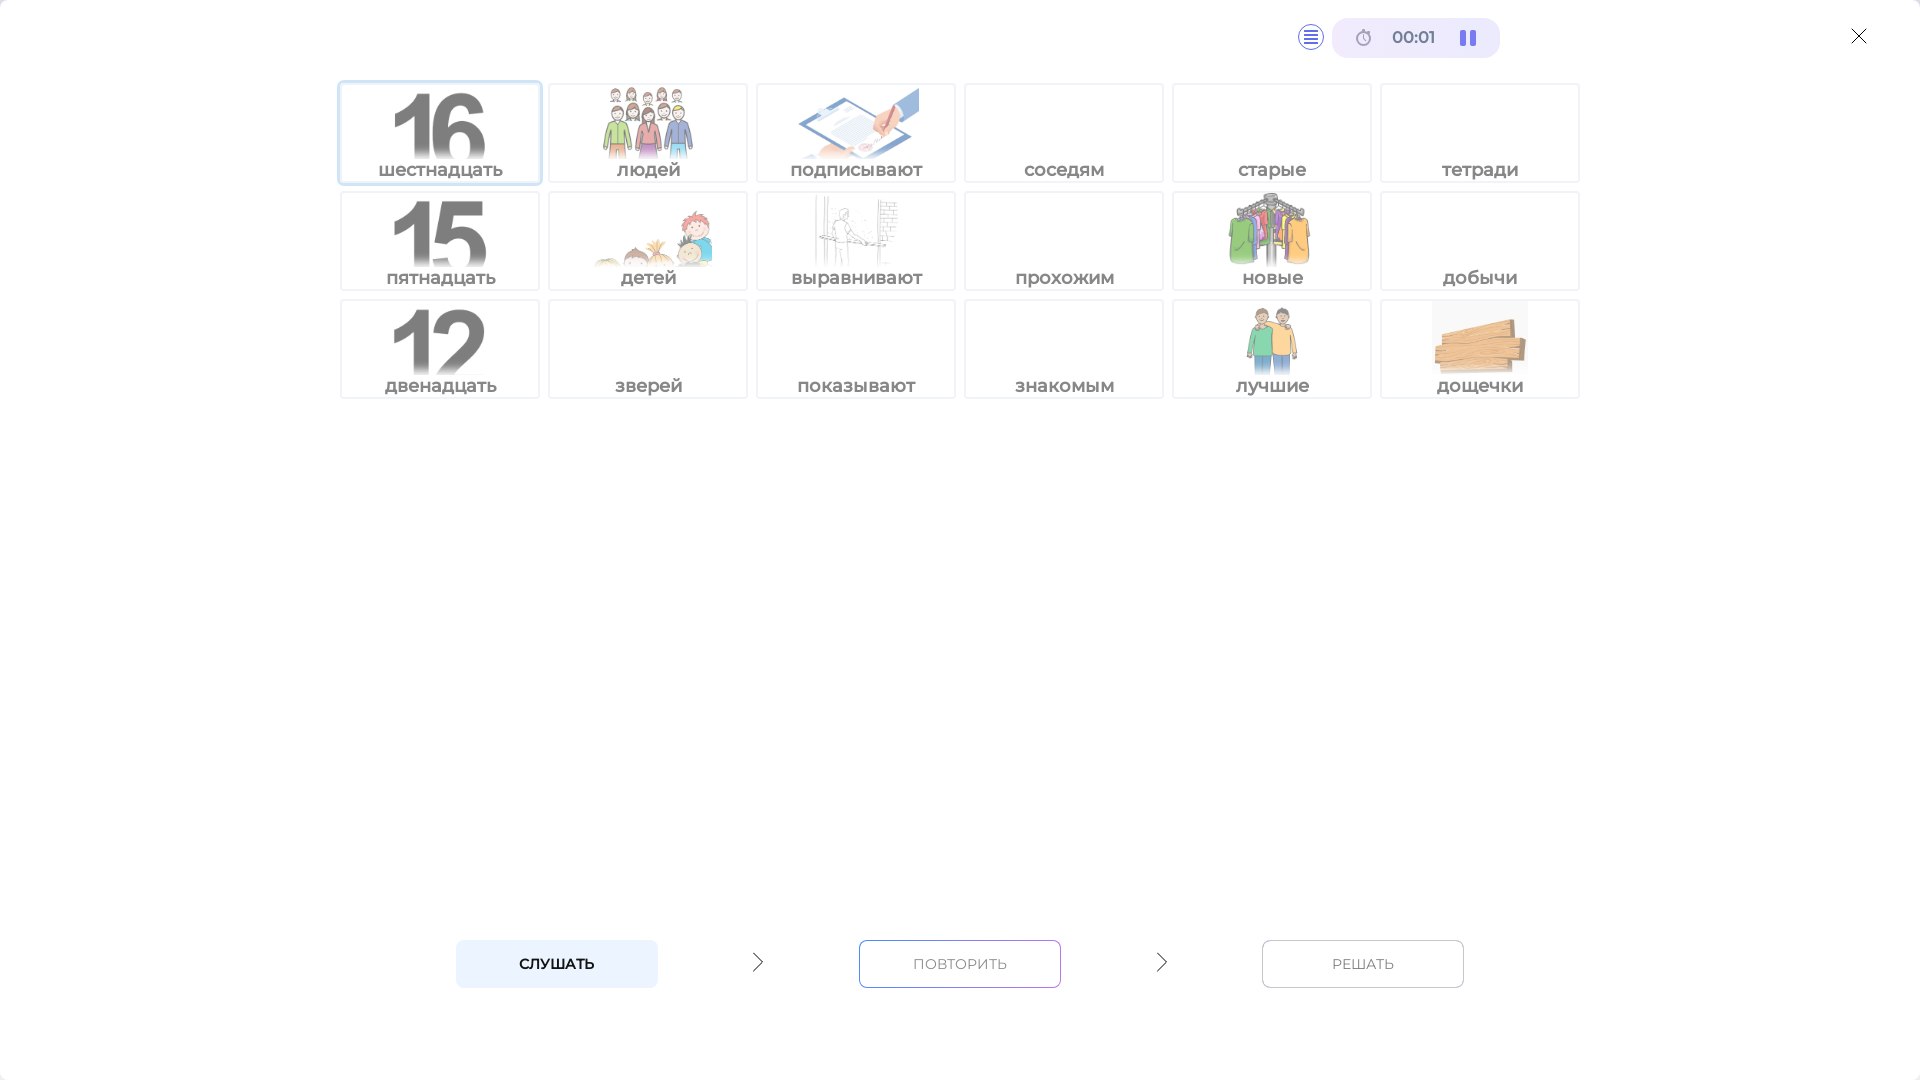 00:01
16 шестнадцать
людей
подписывают
соседям
старые
тетради
15 пятнадцать
детей
выравнивают
прохожим
новые
добычи
12 двенадцать
зверей
показывают
знакомым
лучшие
дощечки
СЛУШАТЬ
ПОВТОРИТЬ
РЕШАТЬ